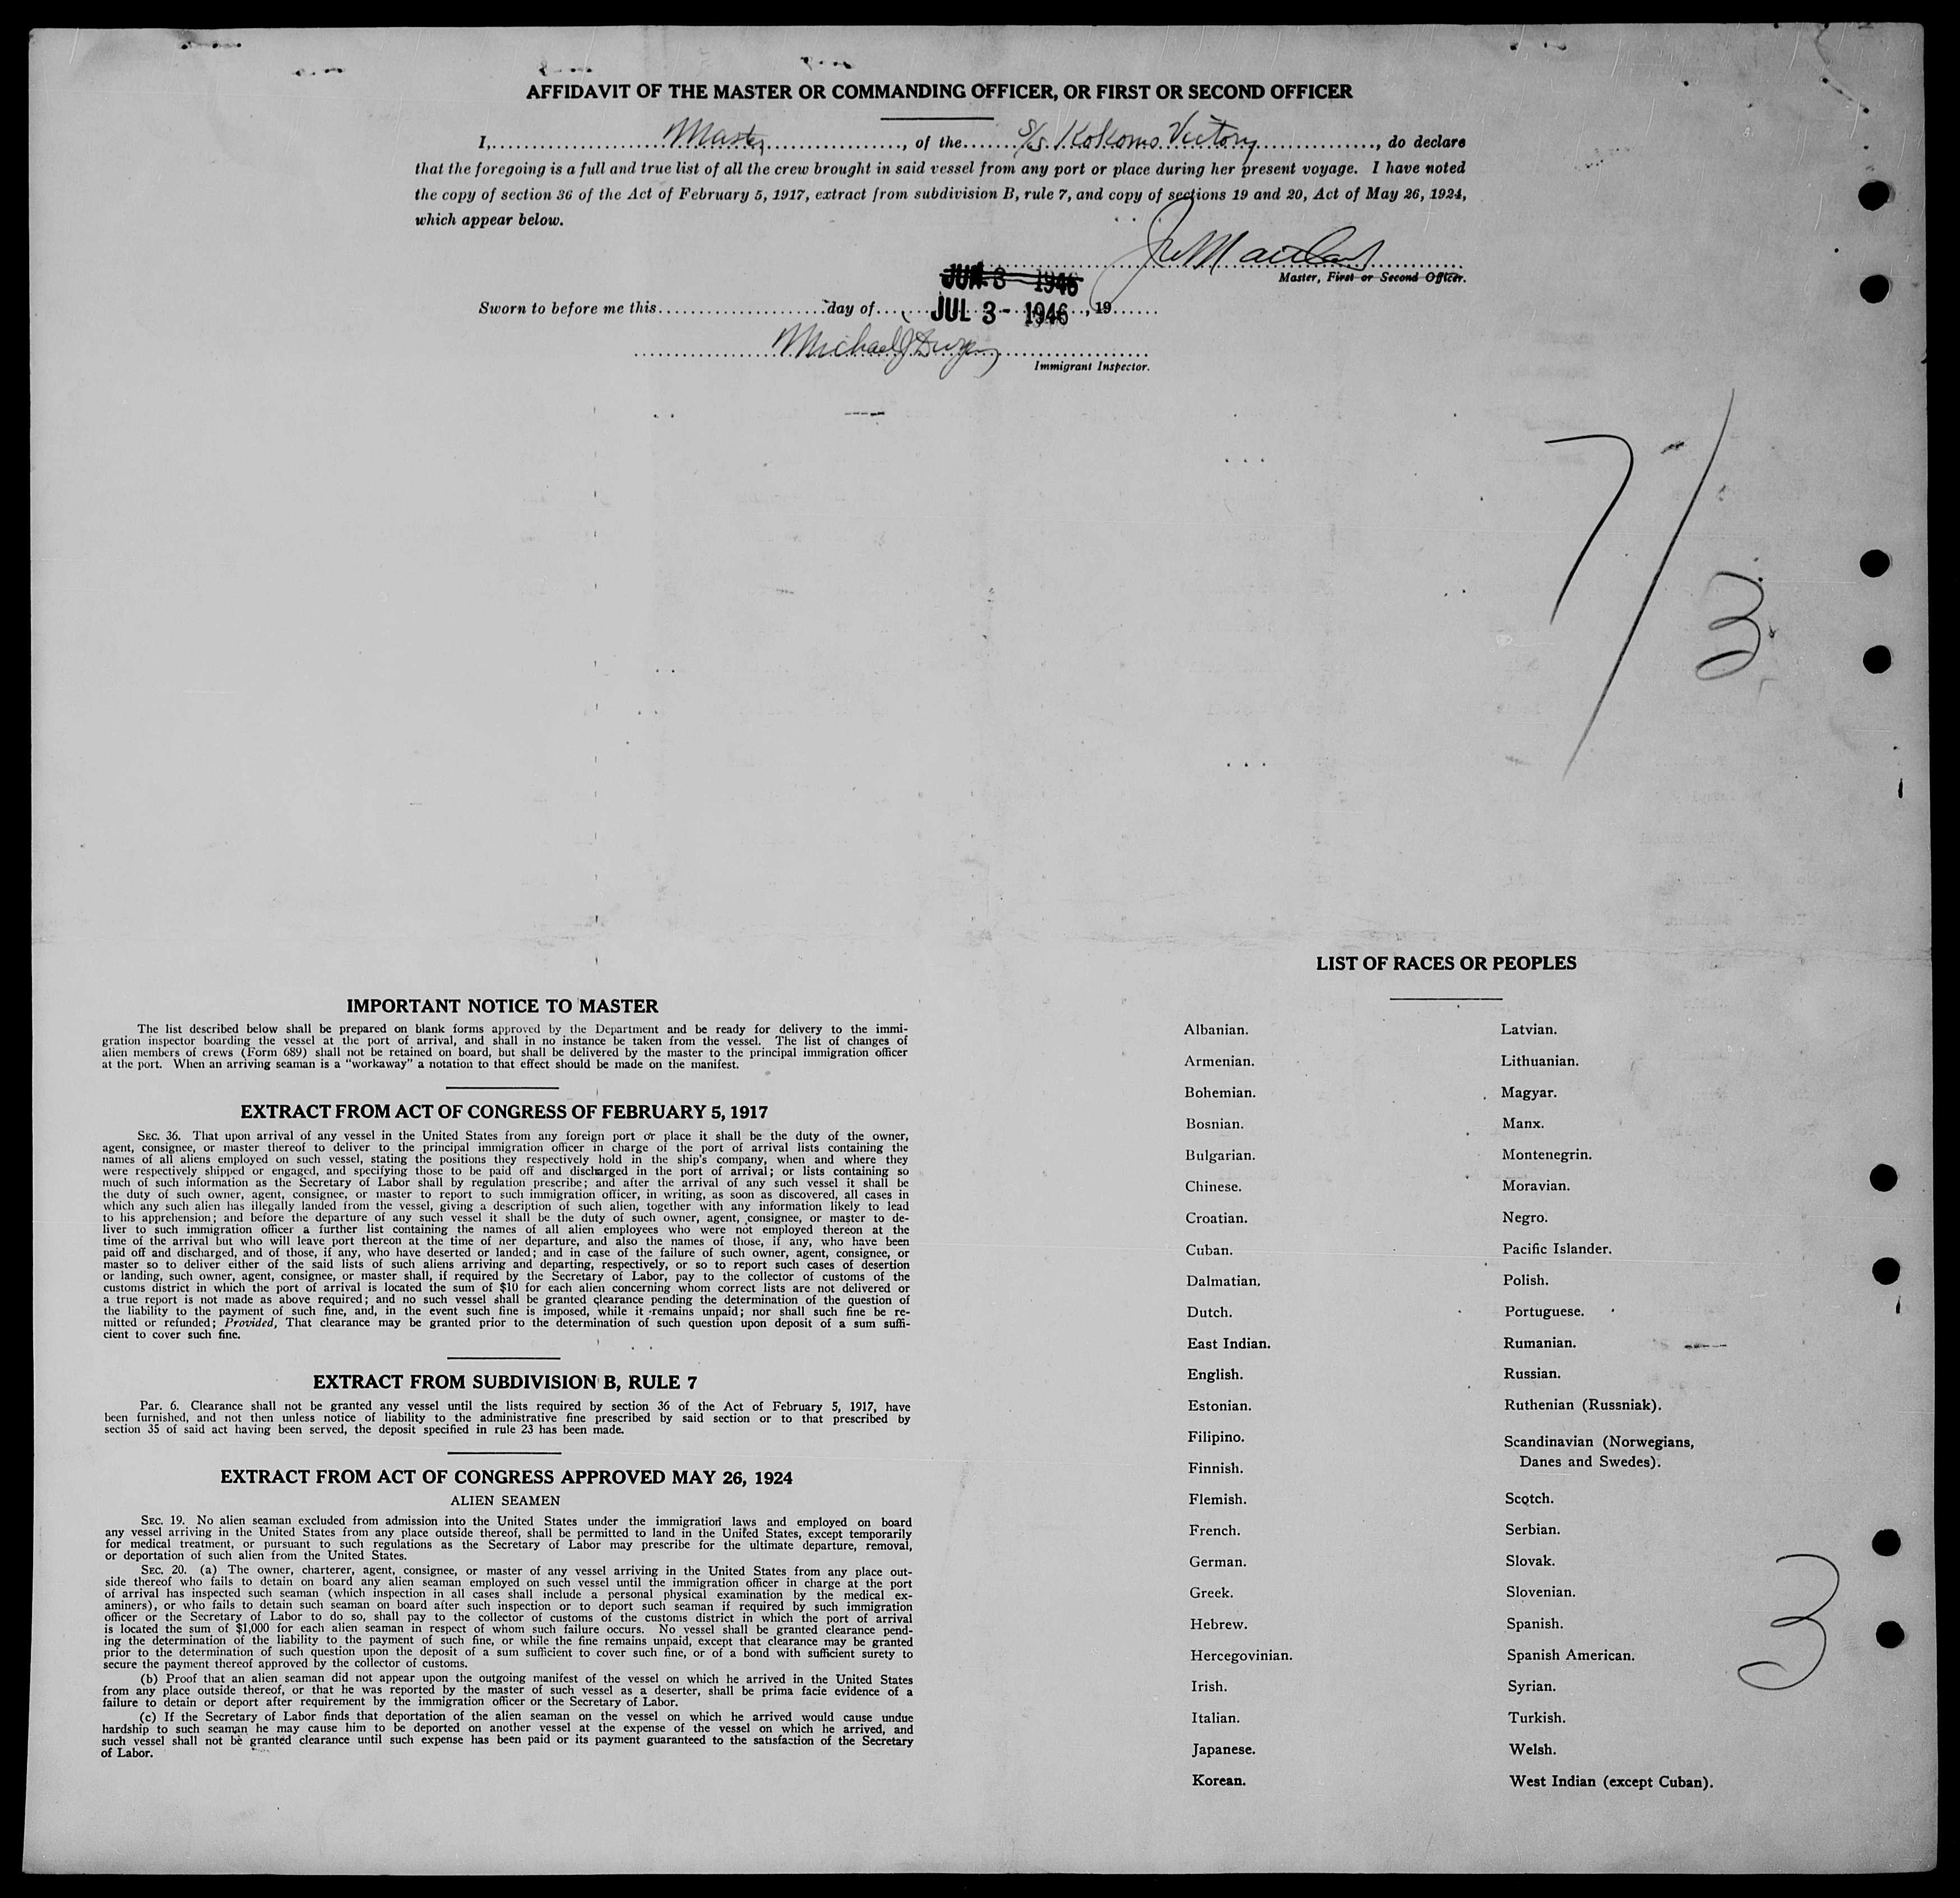 AFFIDAVIT OF THE MASTER OR COMMANDING OFFICER, OR FIRST OR SECOND OFFICER
I, Master, of the S/S. Kokomo Victory, do declare
that the foregoing is a full and true list of all the crew brought in said vessel from any port or place during her present voyage. I have noted
the copy of section 36 of the Act of February 5, 1917, extract from subdivision B, rule 7, and copy of sections 19 and 20, Act of May 26, 1924,
which appear below.
Master, First or Second Officer.
JUN 3 - 1946
Sworn to before me this day of JUL 3 - 1946, 19
Michael J
Immigrant Inspector.
7/3
IMPORTANT NOTICE TO MASTER
The list described below shall be prepared on blank forms approved by the Department and be ready for delivery to the immi-
gration inspector boarding the vessel at the port of arrival, and shall in no instance be taken from the vessel. The list of changes of
alien members of crews (Form 689) shall not be retained on board, but shall be delivered by the master to the principal immigration officer
at the port. When an arriving seaman is a "workaway" a notation to that effect should be made on the manifest.
EXTRACT FROM ACT OF CONGRESS OF FEBRUARY 5, 1917
SEC. 36. That upon arrival of any vessel in the United States from any foreign port or place it shall be the duty of the owner,
agent, consignee, or master thereof to deliver to the principal immigration officer in charge of the port of arrival lists containing the
names of all aliens employed on such vessel, stating the positions they respectively hold in the ship's company, when and where they
were respectively shipped or engaged, and specifying those to be paid off and discharged in the port of arrival; or lists containing so
much of such information as the Secretary of Labor shall by regulation prescribe; and after the arrival of any such vessel it shall be
the duty of such owner, agent, consignee, or master to report to such immigration officer, in writing, as soon as discovered, all cases in
which any such alien has illegally landed from the vessel, giving a description of such alien, together with any information likely to lead
to his apprehension; and before the departure of any such vessel it shall be the duty of such owner, agent, consignee, or master to de-
liver to such immigration officer a further list containing the names of all alien employees who were not employed thereon at the
time of the arrival but who will leave port thereon at the time of her departure, and also the names of those, if any, who have been
paid off and discharged, and of those, if any, who have deserted or landed; and in case of the failure of such owner, agent, consignee, or
master so to deliver either of the said lists of such aliens arriving and departing, respectively, or so to report such cases of desertion
or landing, such owner, agent, consignee, or master shall, if required by the Secretary of Labor, pay to the collector of customs of the
customs district in which the port of arrival is located the sum of $10 for each alien concerning whom correct lists are not delivered or
a true report is not made as above required; and no such vessel shall be granted clearance pending the determination of the question of
the liability to the payment of such fine, and, in the event such fine is imposed, while it remains unpaid; nor shall such fine be re-
mitted or refunded; Provided, That clearance may be granted prior to the determination of such question upon deposit of a sum suffi-
cient to cover such fine.
EXTRACT FROM SUBDIVISION B, RULE 7
Par. 6. Clearance shall not be granted any vessel until the lists required by section 36 of the Act of February 5, 1917, have
been furnished, and not then unless notice of liability to the administrative fine prescribed by said section or to that prescribed by
section 35 of said act having been served, the deposit specified in rule 23 has been made.
EXTRACT FROM ACT OF CONGRESS APPROVED MAY 26, 1924
ALIEN SEAMEN
SEC. 19. No alien seaman excluded from admission into the United States under the immigration laws and employed on board
any vessel arriving in the United States from any place outside thereof, shall be permitted to land in the United States, except temporarily
for medical treatment, or pursuant to such regulations as the Secretary of Labor may prescribe for the ultimate departure, removal,
or deportation of such alien from the United States.
SEC. 20. (a) The owner, charterer, agent, consignee, or master of any vessel arriving in the United States from any place out-
side thereof who fails to detain on board any alien seaman employed on such vessel until the immigration officer in charge at the port
of arrival has inspected such seaman (which inspection in all cases shall include a personal physical examination by the medical ex-
aminers), or who fails to detain such seaman on board after such inspection or to deport such seaman if required by such immigration
officer or the Secretary of Labor to do so, shall pay to the collector of customs of the customs district in which the port of arrival
is located the sum of $1,000 for each alien seaman in respect of whom such failure occurs. No vessel shall be granted clearance pend-
ing the determination of the liability to the payment of such fine, or while the fine remains unpaid, except that clearance may be granted
prior to the determination of such question upon the deposit of a sum sufficient to cover such fine, or of a bond with sufficient surety to
secure the payment thereof approved by the collector of customs.
(b) Proof that an alien seaman did not appear upon the outgoing manifest of the vessel on which he arrived in the United States
from any place outside thereof, or that he was reported by the master of such vessel as a deserter, shall be prima facie evidence of a
failure to detain or deport after requirement by the immigration officer or the Secretary of Labor.
(c) If the Secretary of Labor finds that deportation of the alien seaman on the vessel on which he arrived would cause undue
hardship to such seaman he may cause him to be deported on another vessel at the expense of the vessel on which he arrived, and
such vessel shall not be granted clearance until such expense has been paid or its payment guaranteed to the satisfaction of the Secretary
of Labor.
LIST OF RACES OR PEOPLES
Albanian.
Armenian.
Bohemian.
Bosnian.
Bulgarian.
Chinese.
Croatian.
Cuban.
Dalmatian.
Dutch.
East Indian.
English.
Estonian.
Filipino.
Finnish.
Flemish.
French.
German.
Greek.
Hebrew.
Hercegovinian.
Irish.
Italian.
Japanese.
Korean.
Latvian.
Lithuanian.
Magyar.
Manx.
Montenegrin.
Moravian.
Negro.
Pacific Islander.
Polish.
Portuguese.
Rumanian.
Russian.
Ruthenian (Russniak).
Scandinavian (Norwegians,
Danes and Swedes).
Scotch.
Serbian.
Slovak.
Slovenian.
Spanish.
Spanish American.
Syrian.
Turkish.
Welsh.
West Indian (except Cuban).
3